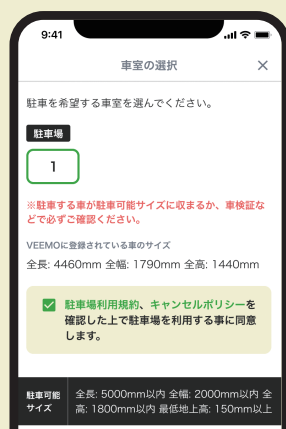 9:41
車室の選択
駐車を希望する車室を選んでください。
駐車場
1
※駐車する車が駐車可能サイズに収まるか、車検証な
どで必ずご確認ください。
VEEMOに登録されている車のサイズ
全長: 4460mm 全幅: 1790mm 全高: 1440mm
駐車場利用規約、キャンセルポリシーを
確認した上で駐車場を利用する事に同意
します。
駐車可能
サイズ
全長: 5000mm以内 全幅: 2000mm以内 全
高: 1800mm以内 最低地上高: 150mm以上